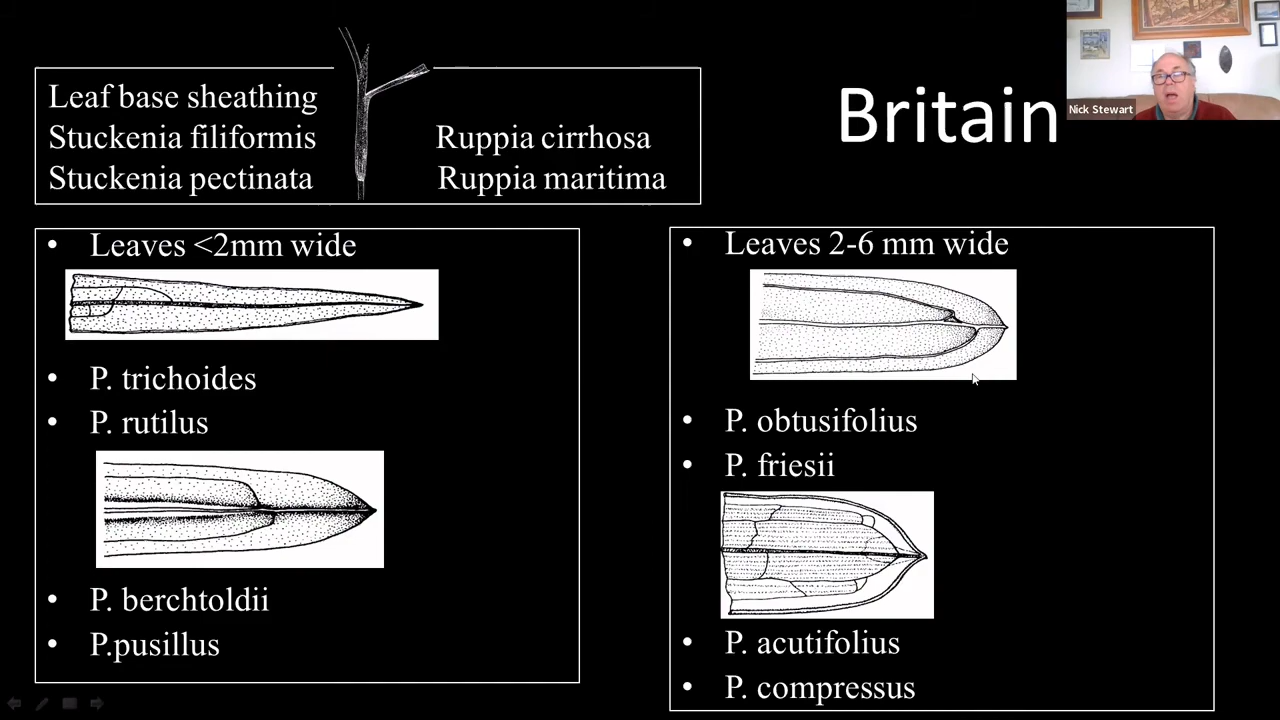 Leaf base sheathing
Stuckenia filiformis
Stuckenia pectinata
Ruppia cirrhosa
Ruppia maritima
Britain
Nick Stewart
• Leaves <2mm wide
• P. trichoides
• P. rutilus
• P. berchtoldii
• P.pusillus
• Leaves 2-6 mm wide
• P. obtusifolius
• P. friesii
• P. acutifolius
• P. compressus